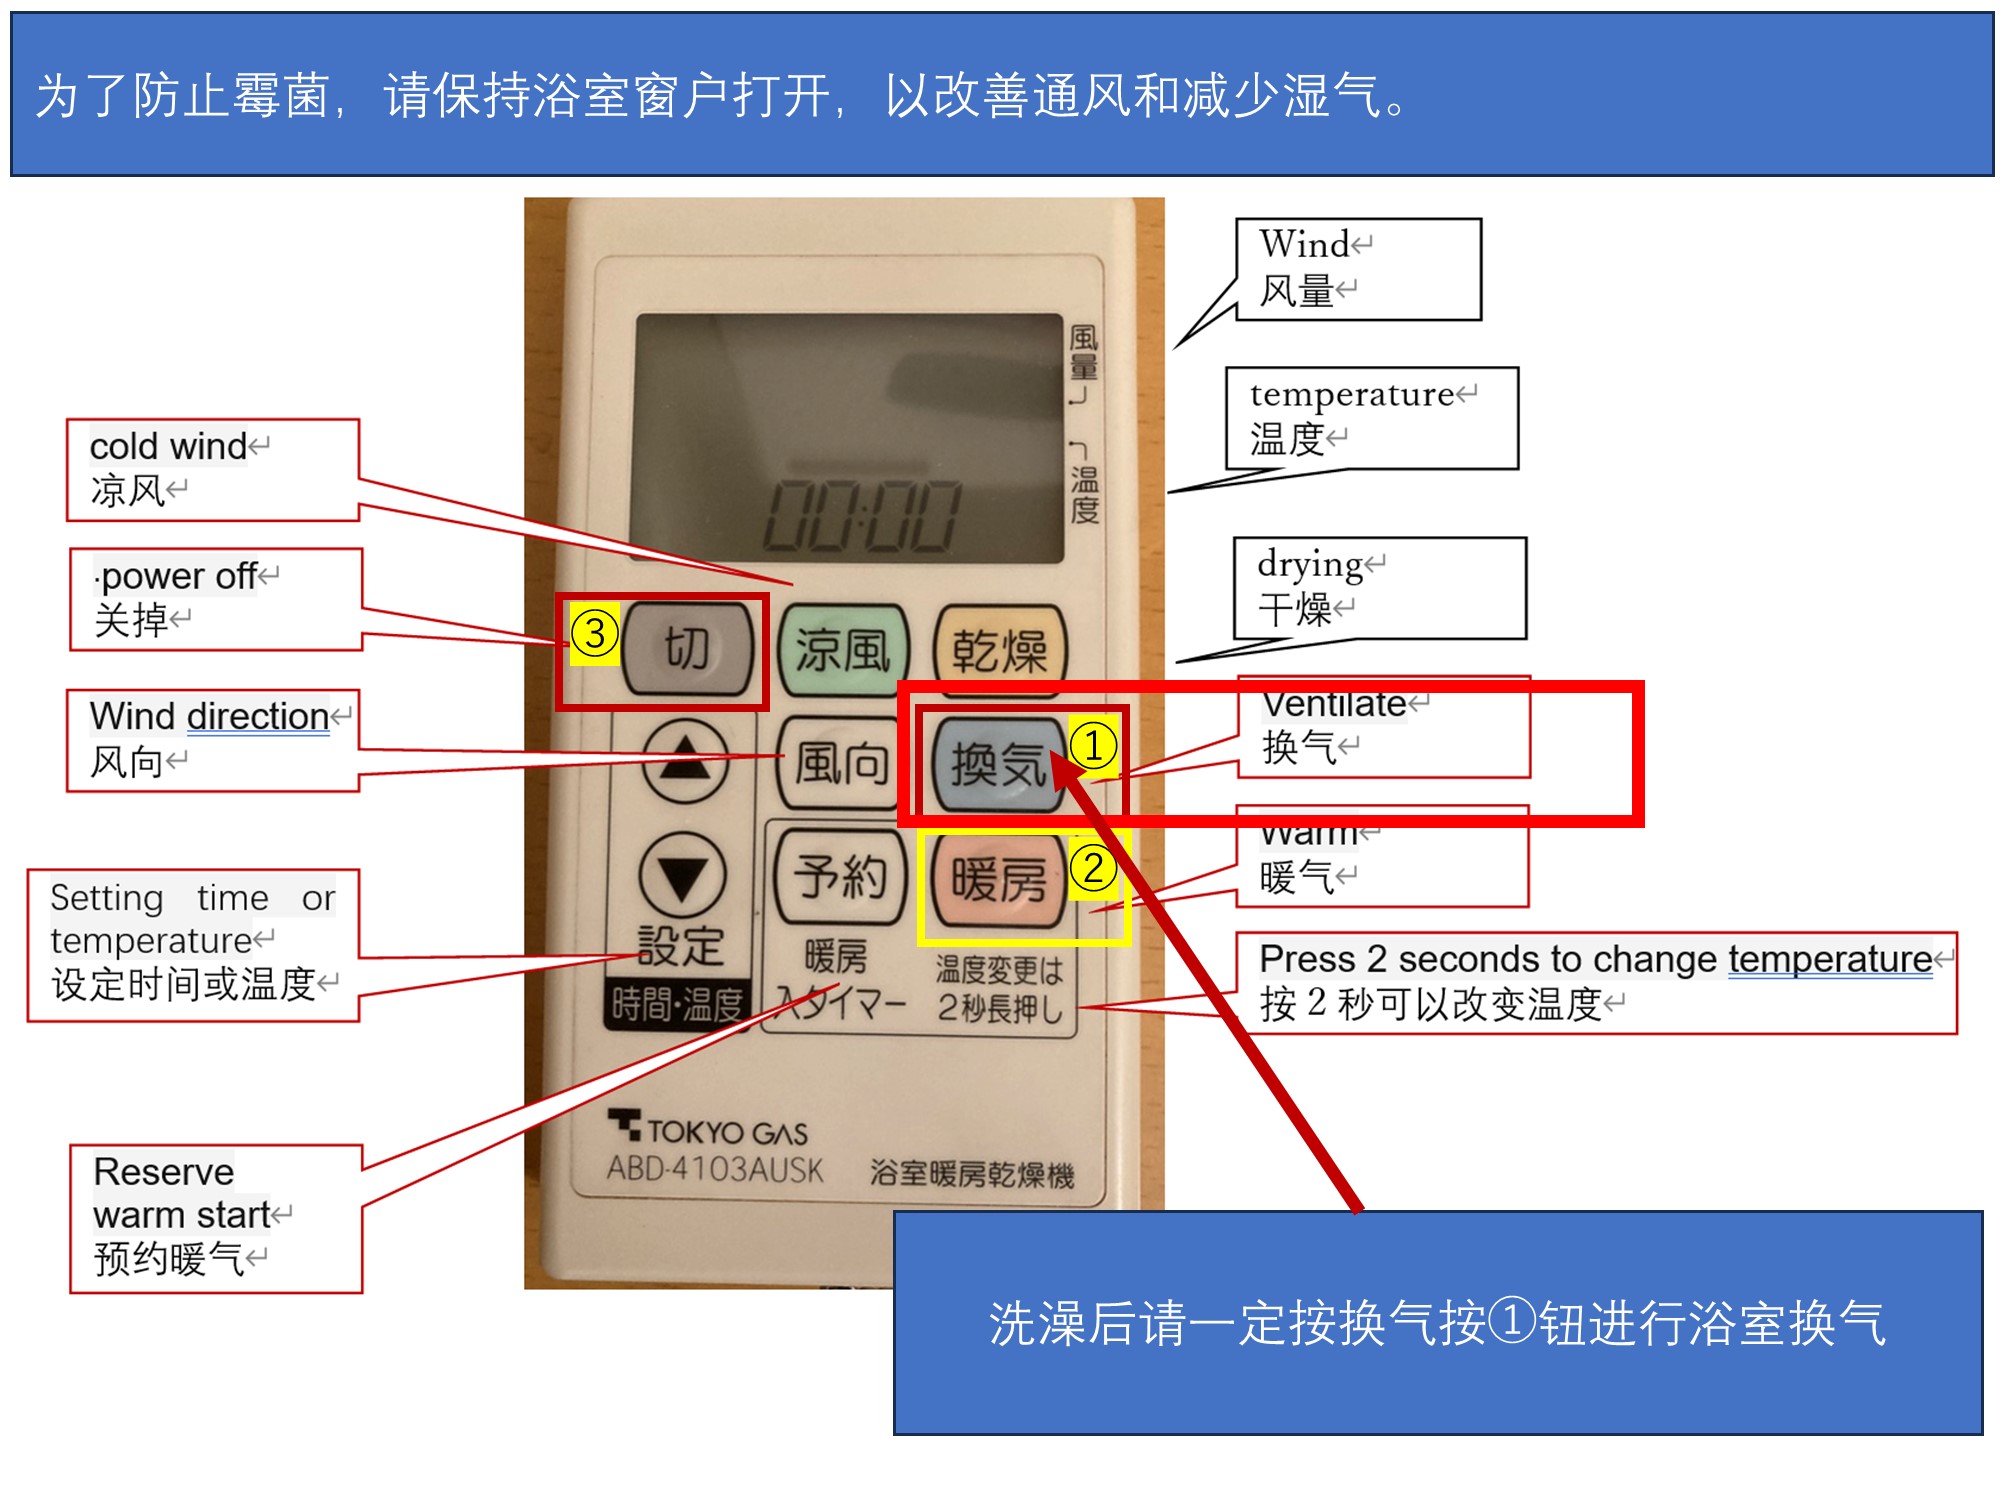 为了防止霉菌，请保持浴室窗户打开，以改善通风和减少湿气。
Wind
风量
temperature
温度
drying
干燥
Ventilate
换气
Warm
暖气
Press 2 seconds to change temperature
按 2 秒可以改变温度
cold wind
凉风
·power off
关掉
Wind direction
风向
Setting time or
temperature
设定时间或温度
Reserve
warm start
预约暖气
風量
温度
00:00
③
切
涼風
乾燥
風向
換気
①
予約
暖房
②
設定
時間·温度
暖房
入タイマー
温度変更は
2秒長押し
TOKYO GAS
ABD-4103AUSK
浴室暖房乾燥機
洗澡后请一定按换气按①钮进行浴室换气